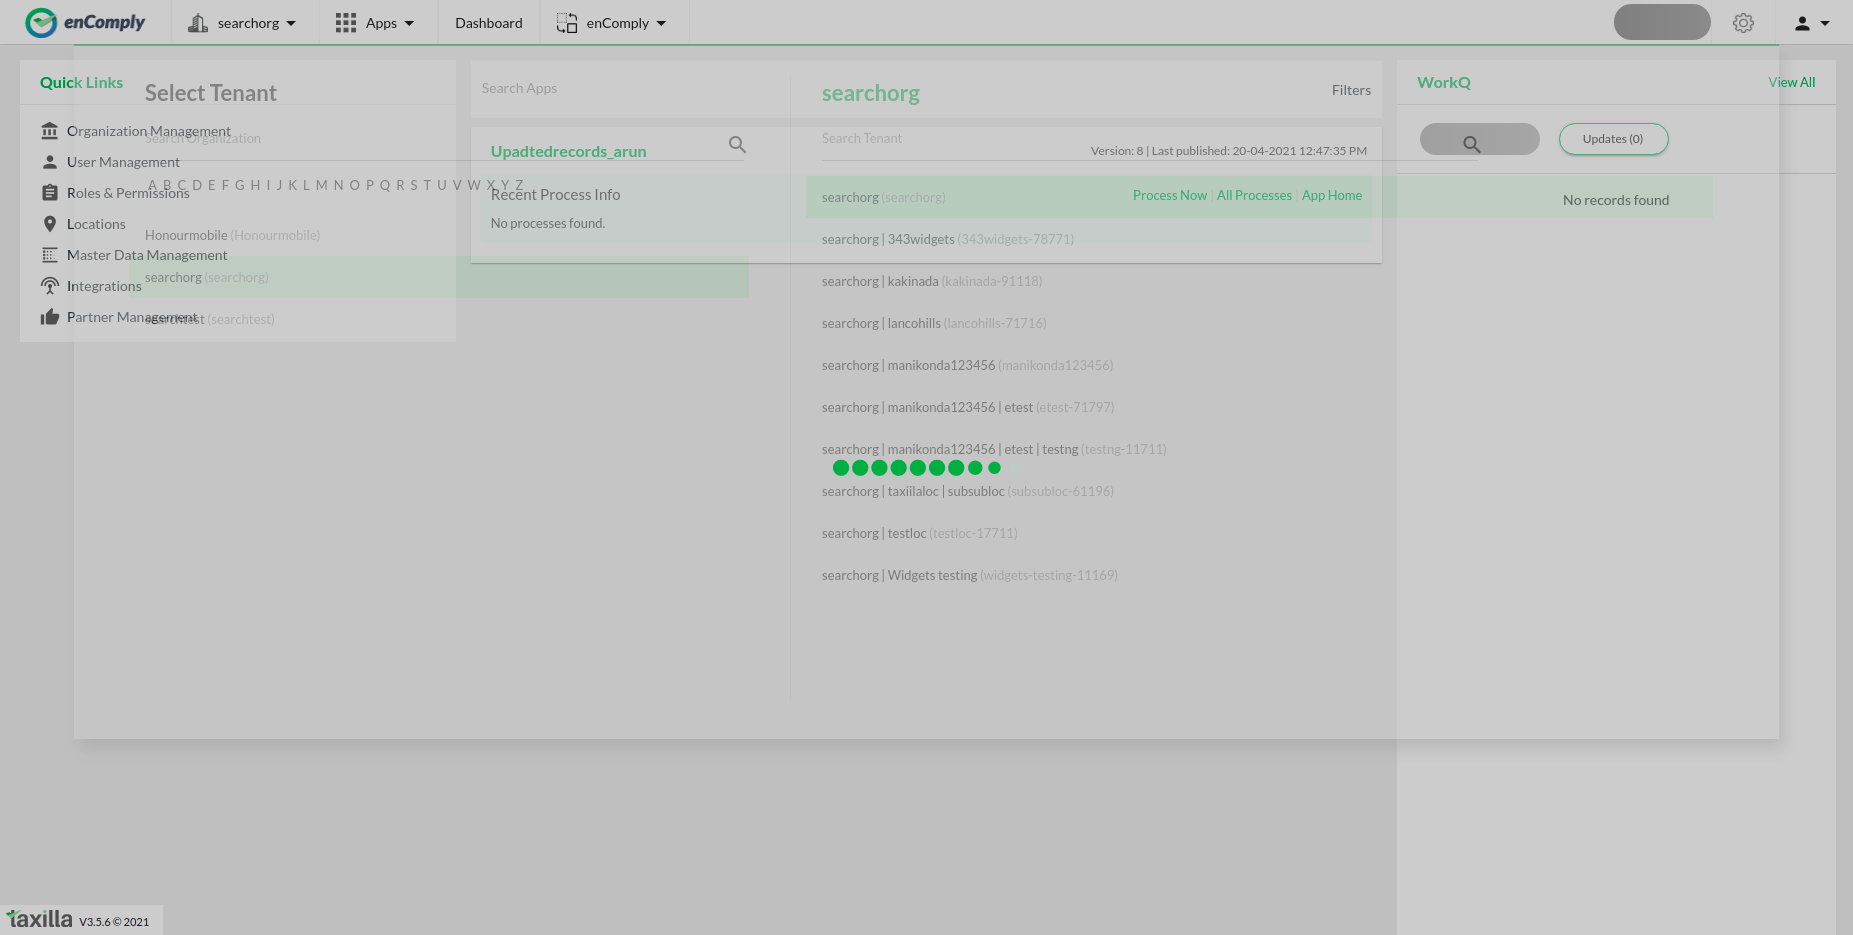 enComply
searchorg
Apps
Dashboard
enComply
Quick Links
Organization Management
User Management
Roles & Permissions
Locations
Master Data Management
Integrations
Partner Management
Select Tenant
Search Organization
A B C D E F G H I J K L M N O P Q R S T U V W X Y Z
Honourmobile (Honourmobile)
searchorg (searchorg)
searchtest (searchtest)
Search Apps
Filters
Upadtedrecords_arun
Version: 8 | Last published: 20-04-2021 12:47:35 PM
Recent Process Info
Process Now | All Processes | App Home
No processes found.
searchorg
Search Tenant
searchorg (searchorg)
searchorg | 343widgets (343widgets-78771)
searchorg | kakinada (kakinada-91118)
searchorg | lancohills (lancohills-71716)
searchorg | manikonda123456 (manikonda123456)
searchorg | manikonda123456 | etest (etest-71797)
searchorg | manikonda123456 | etest | testng (testng-11711)
searchorg | taxiilaloc | subsubloc (subsubloc-61196)
searchorg | testloc (testloc-17711)
searchorg | Widgets testing (widgets-testing-11169)
WorkQ
View All
Updates (0)
No records found
taxilla V3.5.6 © 2021